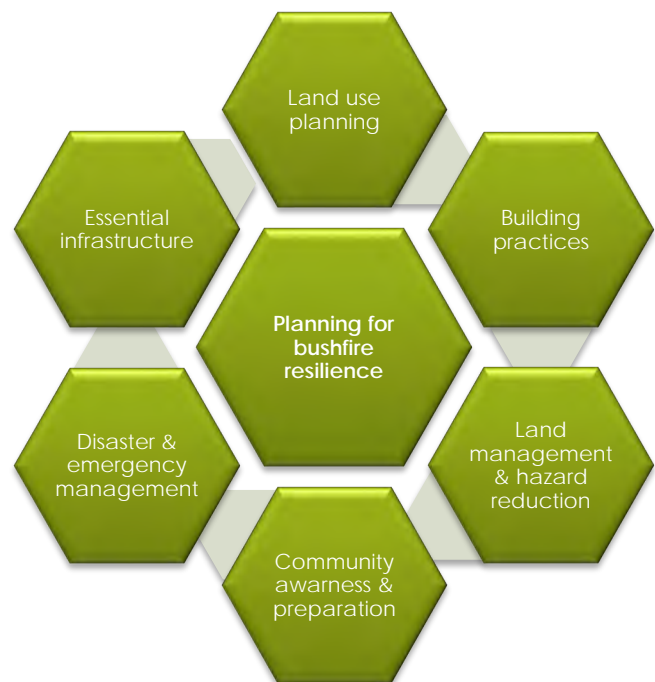 Land use
planning
Building
practices
Land
management
& hazard
reduction
Community
awarness &
preparation
Disaster &
emergency
management
Essential
infrastructure
Planning for
bushfire
resilience